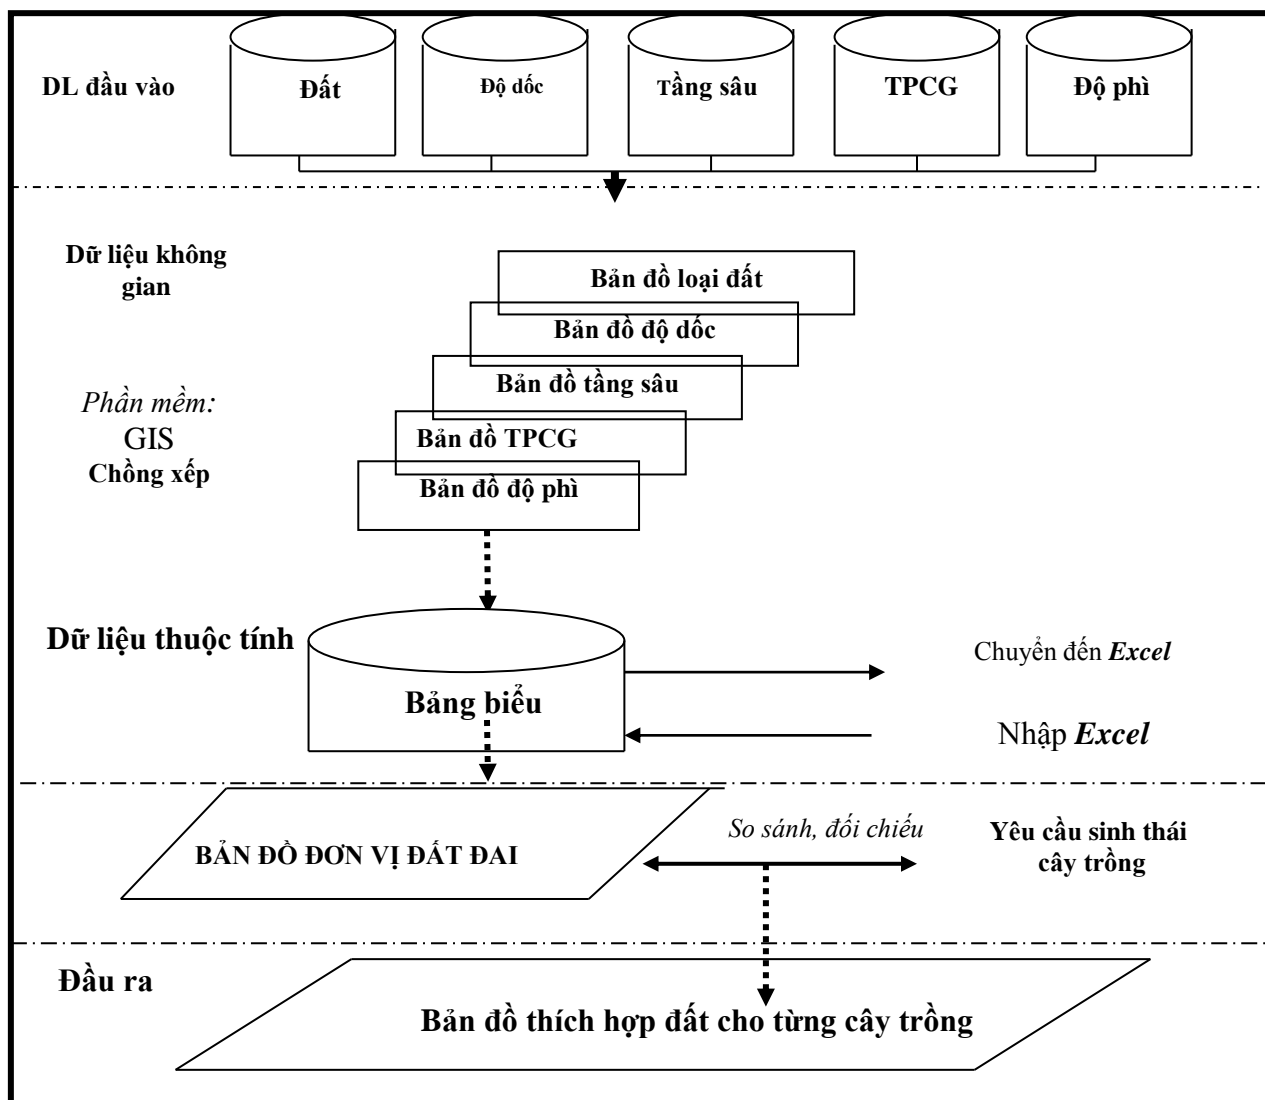 DL đầu vào
Đất
Độ dốc
Tầng sâu
TPCG
Độ phì
Dữ liệu không
gian
Bản đồ loại đất
Bản đồ độ dốc
Bản đồ tầng sâu
Phần mềm:
GIS
Chồng xếp
Bản đồ TPCG
Bản đồ độ phì
Dữ liệu thuộc tính
Bảng biểu
Chuyển đến Excel
Nhập Excel
BẢN ĐỒ ĐƠN VỊ ĐẤT ĐAI
So sánh, đối chiếu
Yêu cầu sinh thái
cây trồng
Đầu ra
Bản đồ thích hợp đất cho từng cây trồng